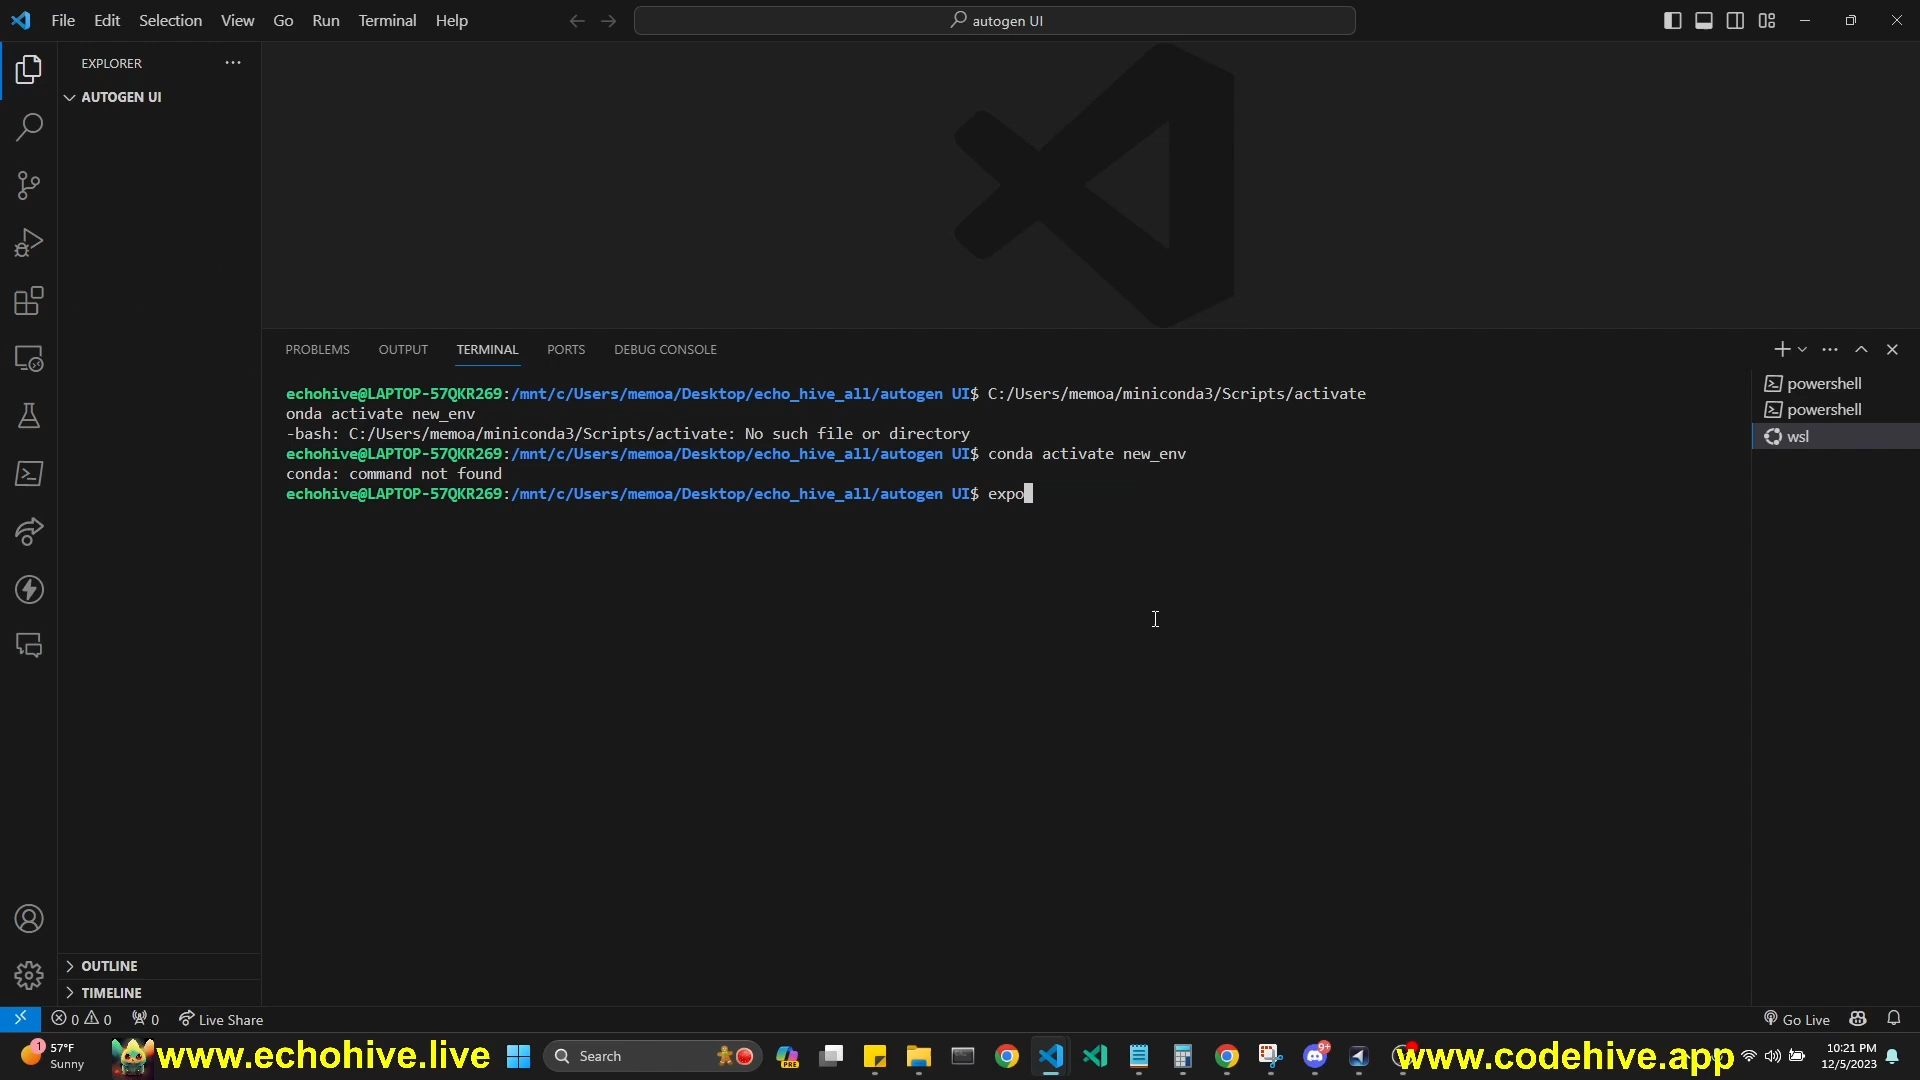 File Edit Selection View Go Run Terminal Help
autogen UI
EXPLORER
AUTOGEN UI
PROBLEMS OUTPUT TERMINAL PORTS DEBUG CONSOLE
echohive@LAPTOP-57QKR269:/mnt/c/Users/memoa/Desktop/echo_hive_all/autogen UI$ C:/Users/memoa/miniconda3/Scripts/activate
onda activate new_env
-bash: C:/Users/memoa/miniconda3/Scripts/activate: No such file or directory
echohive@LAPTOP-57QKR269:/mnt/c/Users/memoa/Desktop/echo_hive_all/autogen UI$ conda activate new_env
conda: command not found
echohive@LAPTOP-57QKR269:/mnt/c/Users/memoa/Desktop/echo_hive_all/autogen UI$ expo
powershell
powershell
wsl
OUTLINE
TIMELINE
0 0 0 Live Share
Go Live
1
57°F
Sunny
www.echohive.live
Search
PRE
9+
www.codehive.app
10:21 PM
12/5/2023